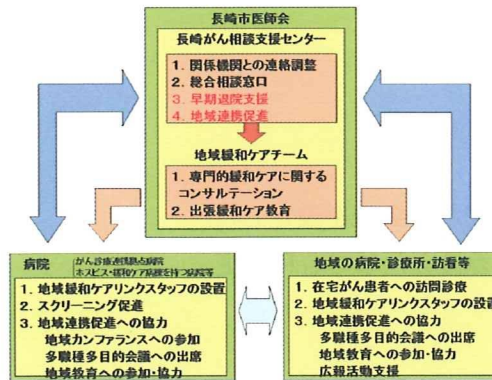 長崎市医師会
長崎がん相談支援センター
1. 関係機関との連絡調整
2. 総合相談窓口
3. 早期退院支援
4. 地域連携促進
地域緩和ケアチーム
1. 専門的緩和ケアに関する
コンサルテーション
2. 出張緩和ケア教育
病院
がん診療連携拠点病院
ホスピス・緩和ケア病棟を持つ病院等
1. 地域緩和ケアリンクスタッフの設置
2. スクリーニング促進
3. 地域連携促進への協力
地域カンファランスへの参加
多職種多目的会議への出席
地域教育への参加・協力
地域の病院・診療所・訪看等
1. 在宅がん患者への訪問診療
2. 地域緩和ケアリンクスタッフの設置
3. 地域連携促進への協力
多職種多目的会議への出席
地域教育への参加・協力
広報活動支援